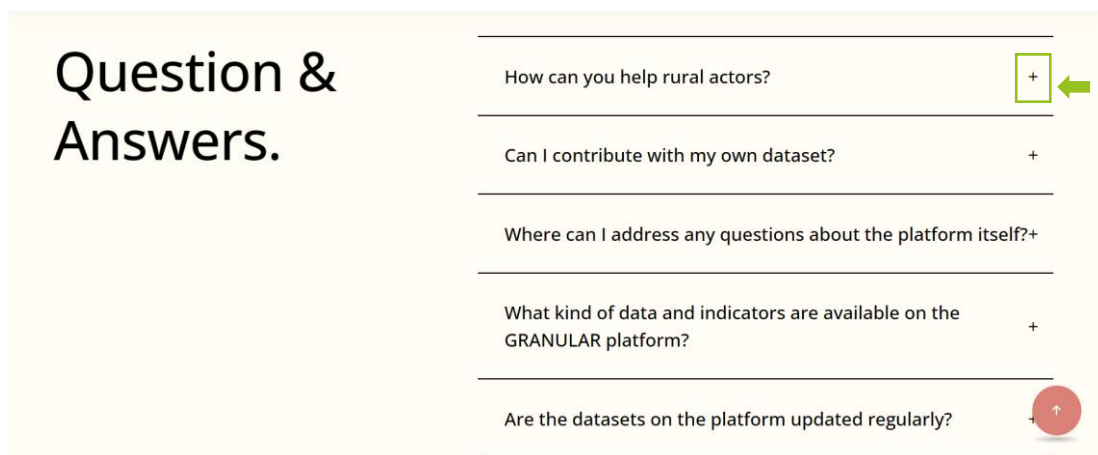 Question &
Answers.
How can you help rural actors? +
Can I contribute with my own dataset? +
Where can I address any questions about the platform itself?+
What kind of data and indicators are available on the
GRANULAR platform? +
Are the datasets on the platform updated regularly? +